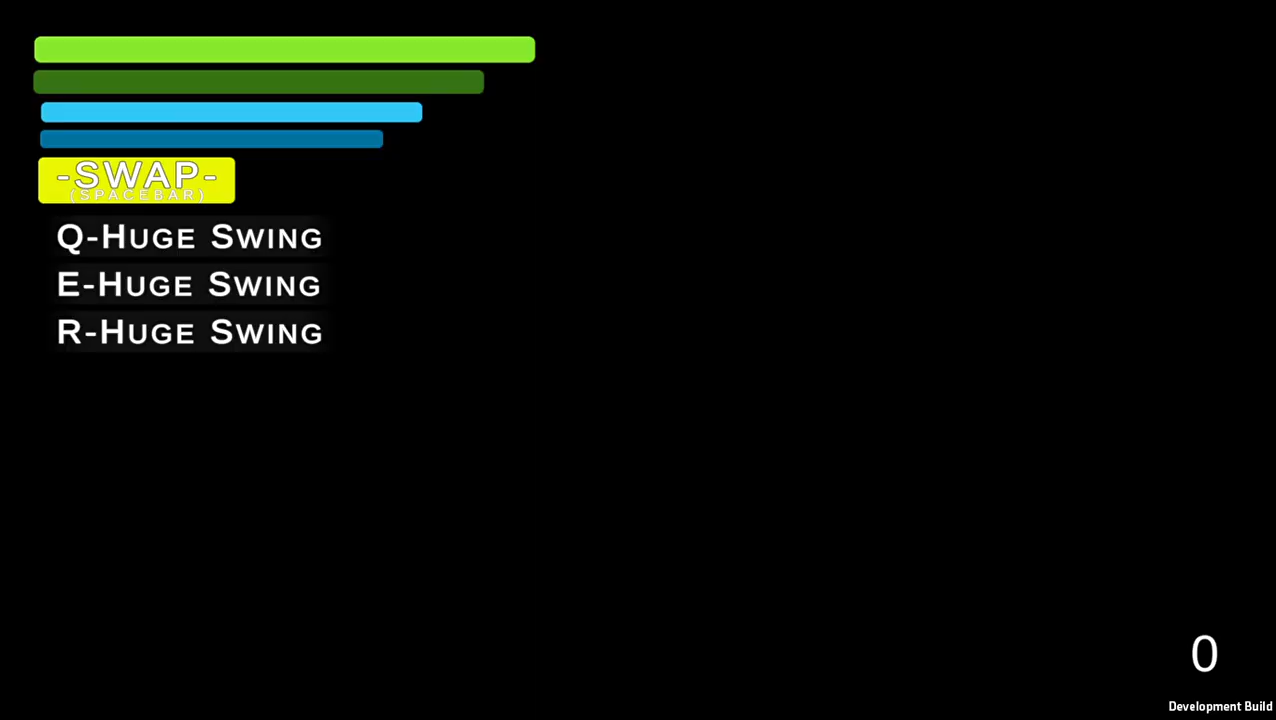 -SWAP-
(SPACEBAR)
Q-HUGE SWING
E-HUGE SWING
R-HUGE SWING
0
Development Build